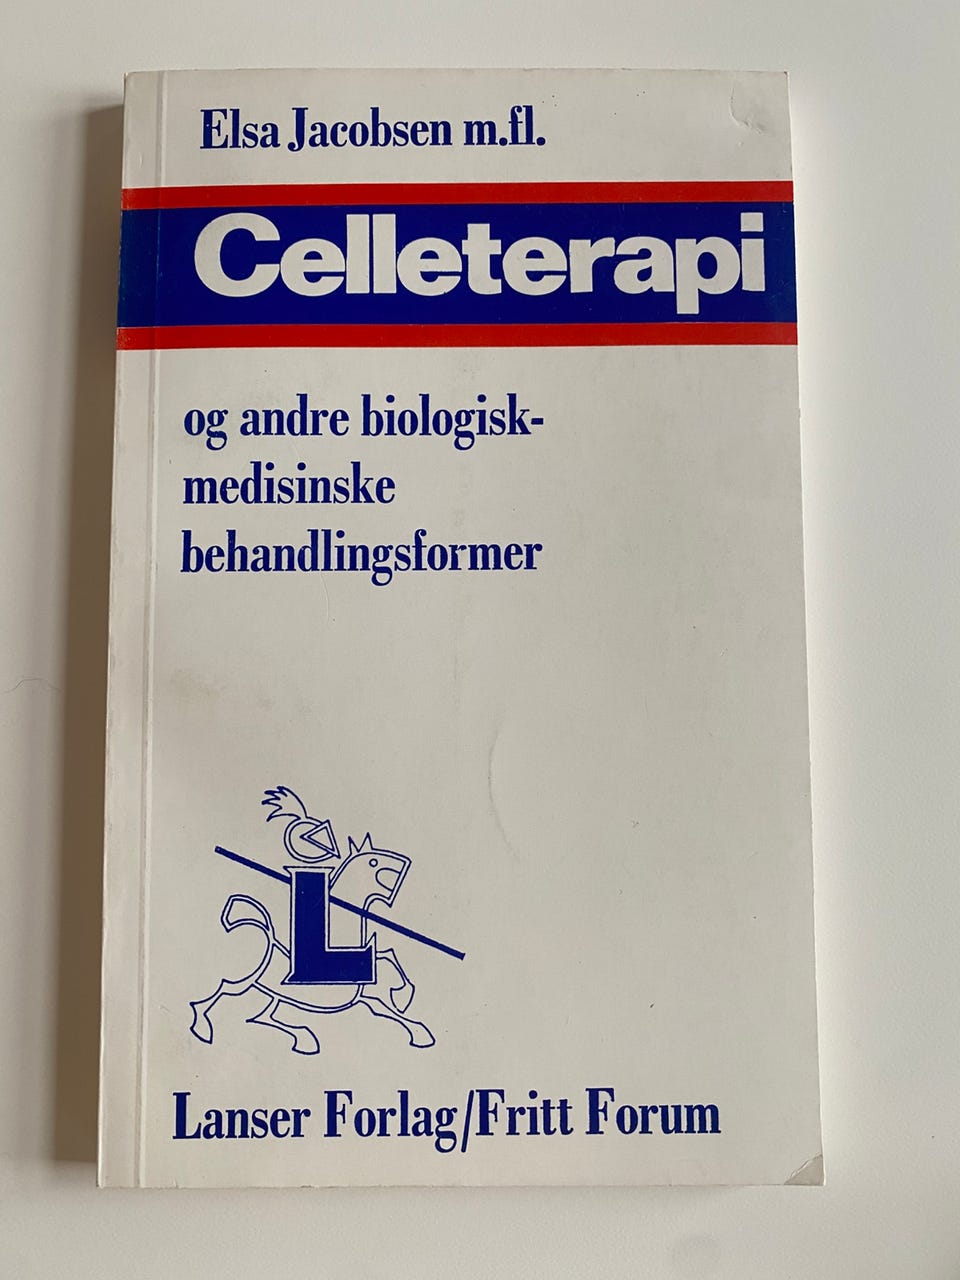 Elsa Jacobsen m.fl.
Celleterapi
og andre biologisk-
medisinske
behandlingsformer
L
Lanser Forlag/Fritt Forum